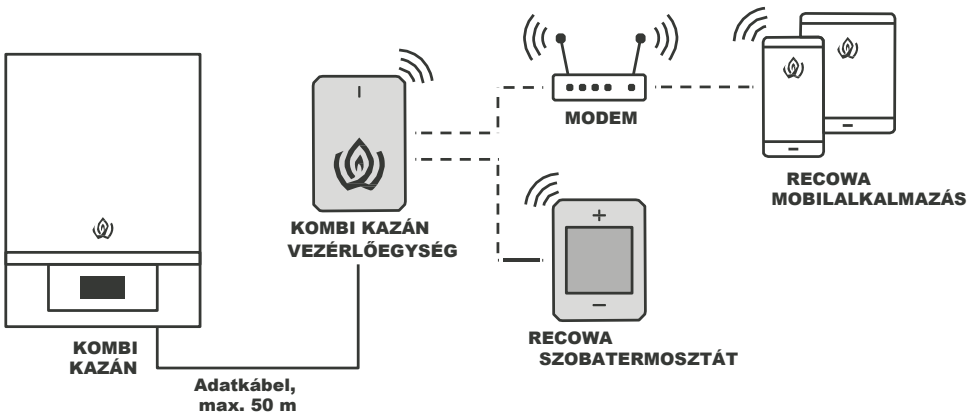 MODEM
RECOWA
MOBILALKALMAZÁS
KOMBI KAZÁN
VEZÉRLŐEGYSÉG
RECOWA
SZOBATERMOSZTÁT
KOMBI
KAZÁN
Adatkábel,
max. 50 m